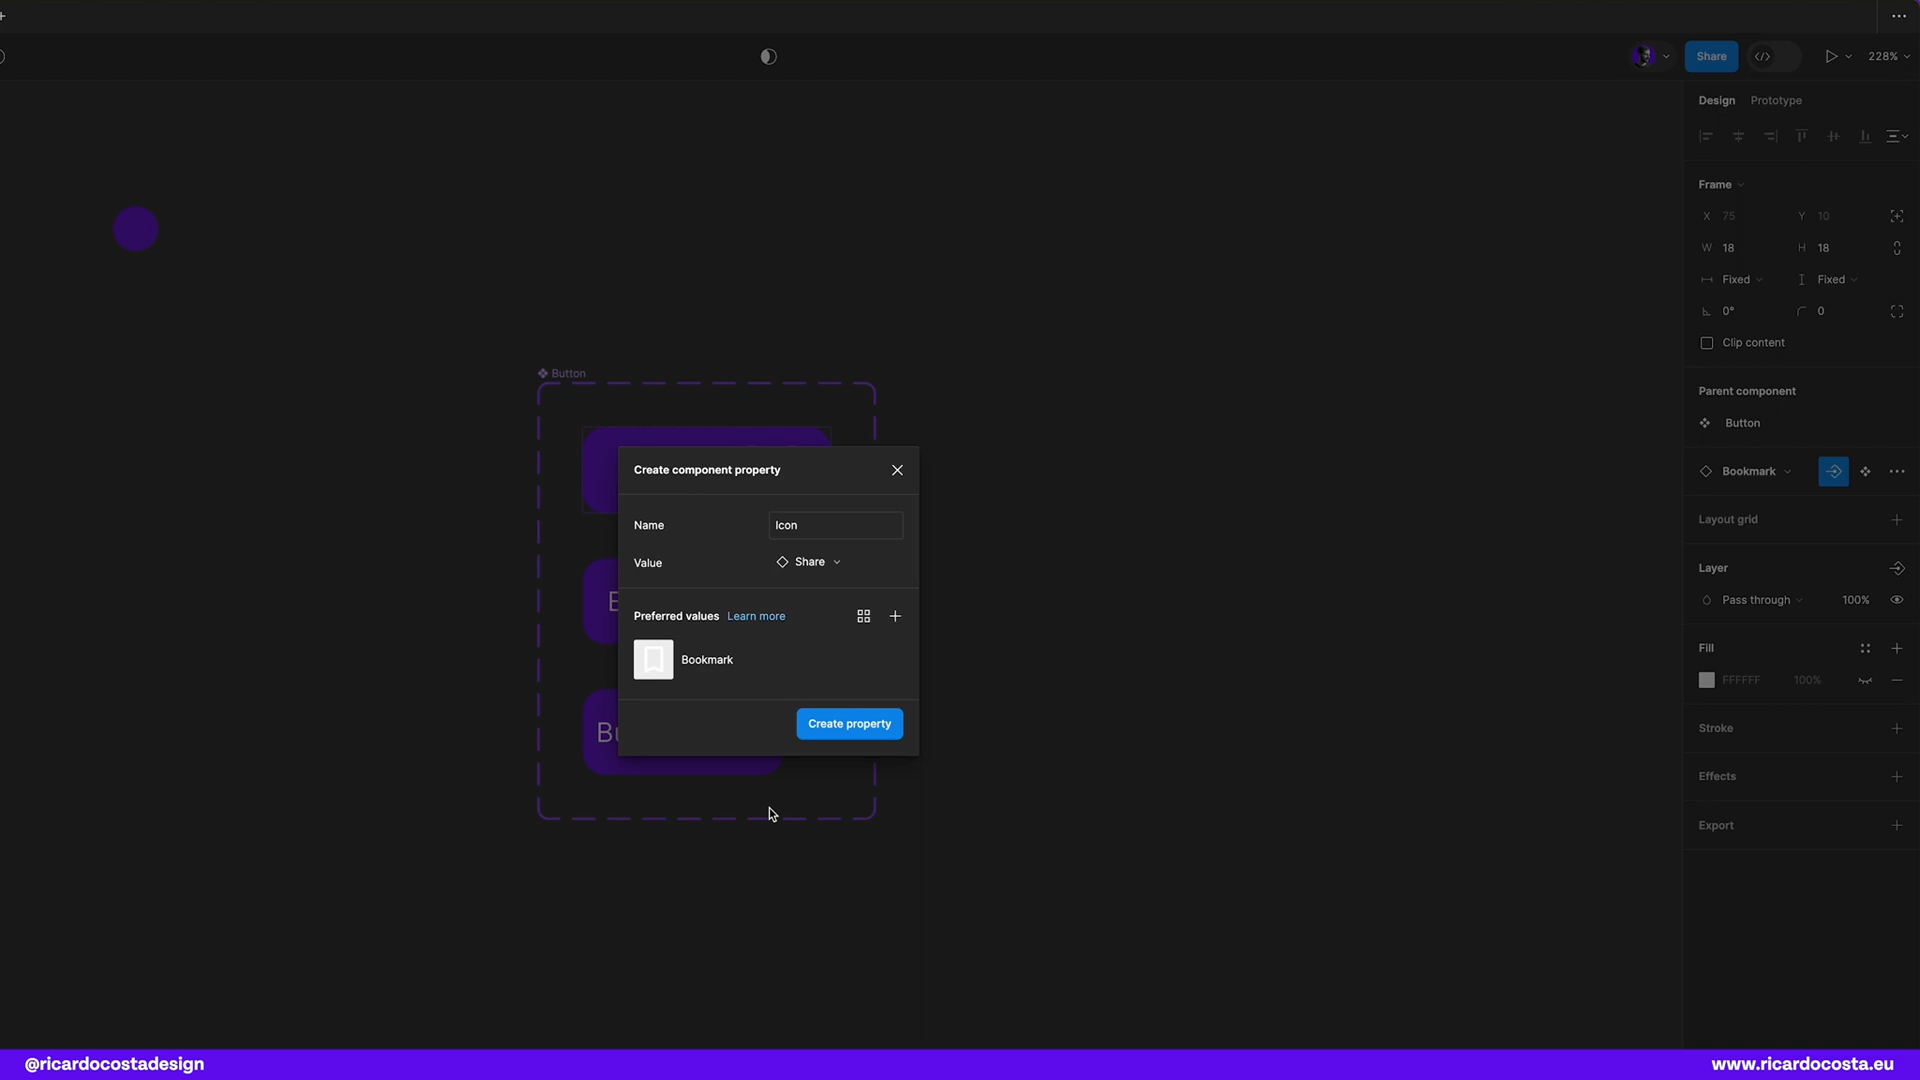 Share
228%
Design Prototype
Frame
X 75 Y 10
W 18 H 18
Fixed Fixed
0° 0
Clip content
Parent component
Button
Bookmark
Layout grid
Layer
Pass through 100%
Fill
FFFFFF 100%
Stroke
Effects
Export
Button
Create component property
Name Icon
Value Share
Preferred values Learn more
Bookmark
Create property
@ricardocostadesign
www.ricardocosta.eu